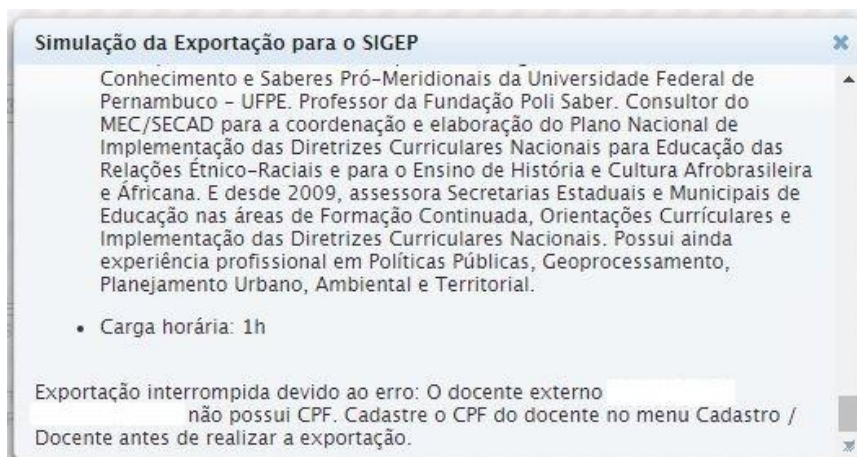 Simulação da Exportação para o SIGEP
Conhecimento e Saberes Pró-Meridionais da Universidade Federal de
Pernambuco - UFPE. Professor da Fundação Poli Saber. Consultor do
MEC/SECAD para a coordenação e elaboração do Plano Nacional de
Implementação das Diretrizes Curriculares Nacionais para Educação das
Relações Étnico-Raciais e para o Ensino de História e Cultura Afrobrasileira
e Áfricana. E desde 2009, assessora Secretarias Estaduais e Municipais de
Educação nas áreas de Formação Continuada, Orientações Currículares e
Implementação das Diretrizes Curriculares Nacionais. Possui ainda
experiência profissional em Políticas Públicas, Geoprocessamento,
Planejamento Urbano, Ambiental e Territorial.
• Carga horária: 1h
Exportação interrompida devido ao erro: O docente externo
não possui CPF. Cadastre o CPF do docente no menu Cadastro /
Docente antes de realizar a exportação.